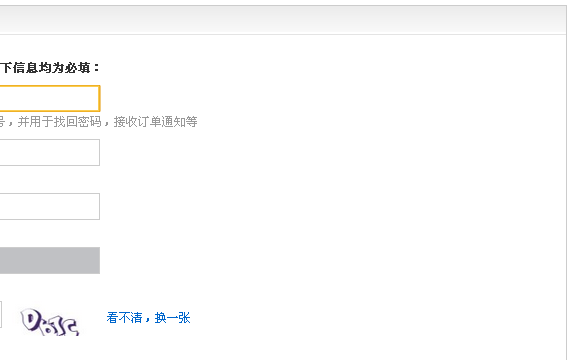 下信息均为必填：
号，并用于找回密码，接收订单通知等
看不清，换一张